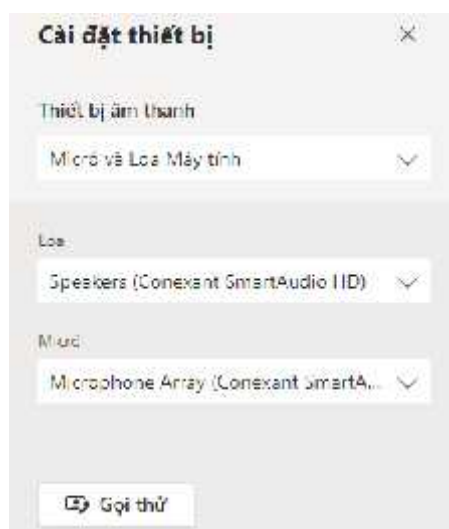 Cài đặt thiết bị
Thiết bị âm thanh
Micrô và Loa Máy tính
Loa
Speakers (Conexant SmartAudio HD)
Micrô
Microphone Array (Conexant SmartA...
Gọi thử